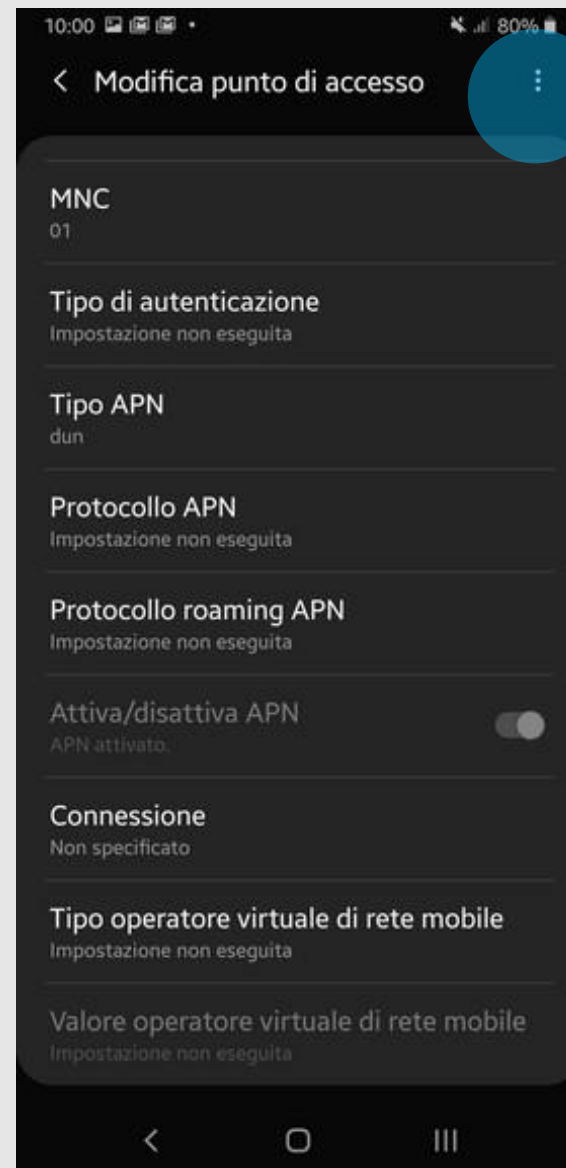 10:00 80%
Modifica punto di accesso
MNC
01
Tipo di autenticazione
Impostazione non eseguita
Tipo APN
dun
Protocollo APN
Impostazione non eseguita
Protocollo roaming APN
Impostazione non eseguita
Attiva/disattiva APN
APN attivato.
Connessione
Non specificato
Tipo operatore virtuale di rete mobile
Impostazione non eseguita
Valore operatore virtuale di rete mobile
Impostazione non eseguita